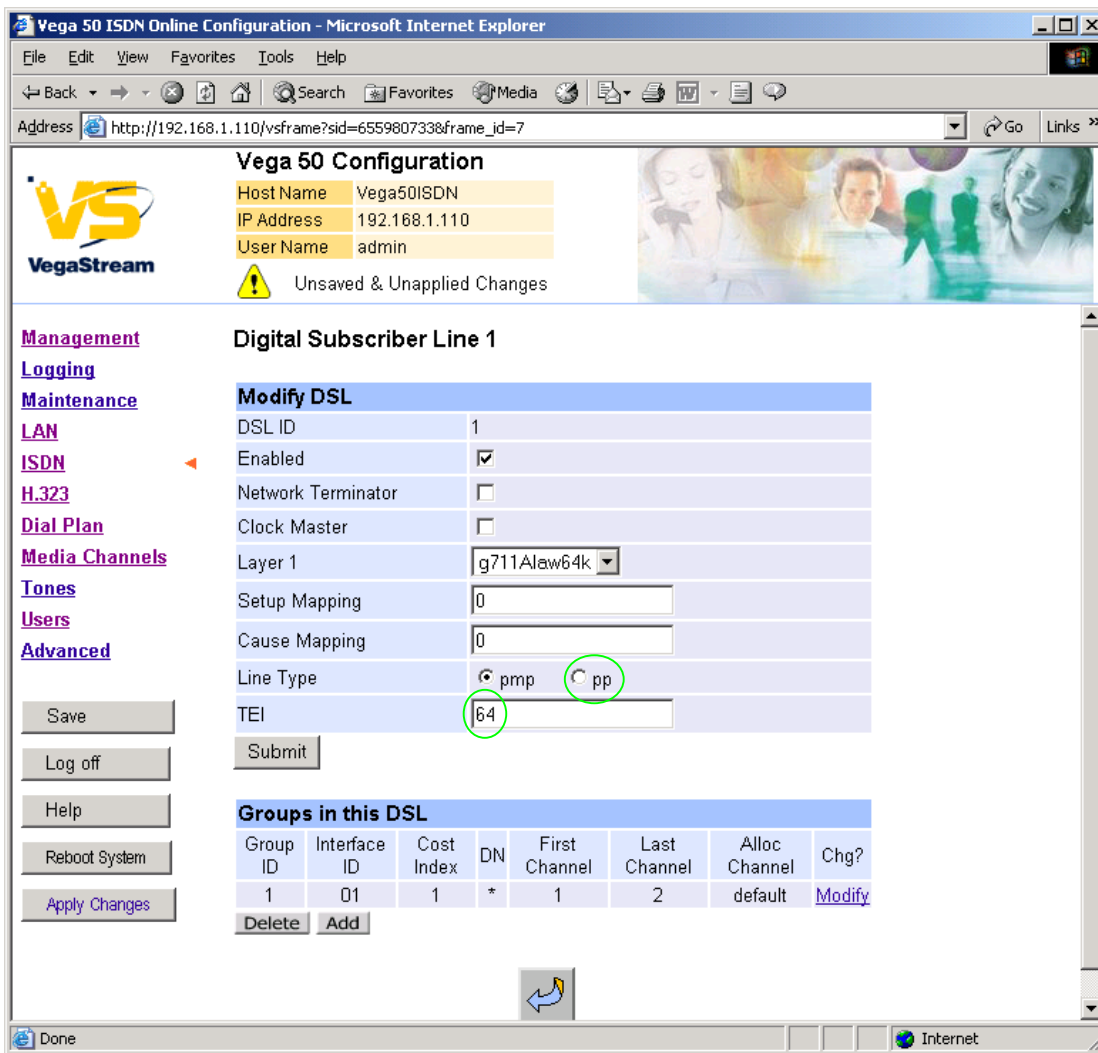 Vega 50 ISDN Online Configuration - Microsoft Internet Explorer
File Edit View Favorites Tools Help
Back Search Favorites Media
Address http://192.168.1.110/vsframe?sid=655980733&frame_id=7 Go Links »
VS
VegaStream
Vega 50 Configuration
Host Name Vega50ISDN
IP Address 192.168.1.110
User Name admin
Unsaved & Unapplied Changes
Management
Logging
Maintenance
LAN
ISDN
H.323
Dial Plan
Media Channels
Tones
Users
Advanced
Save
Log off
Help
Reboot System
Apply Changes
Digital Subscriber Line 1
Modify DSL
DSL ID 1
Enabled
Network Terminator
Clock Master
Layer 1 g711Alaw64k
Setup Mapping 0
Cause Mapping 0
Line Type pmp pp
TEI 64
Submit
Groups in this DSL
Group ID Interface ID Cost Index DN First Channel Last Channel Alloc Channel Chg?
1 01 1 * 1 2 default Modify
Delete Add
Done Internet